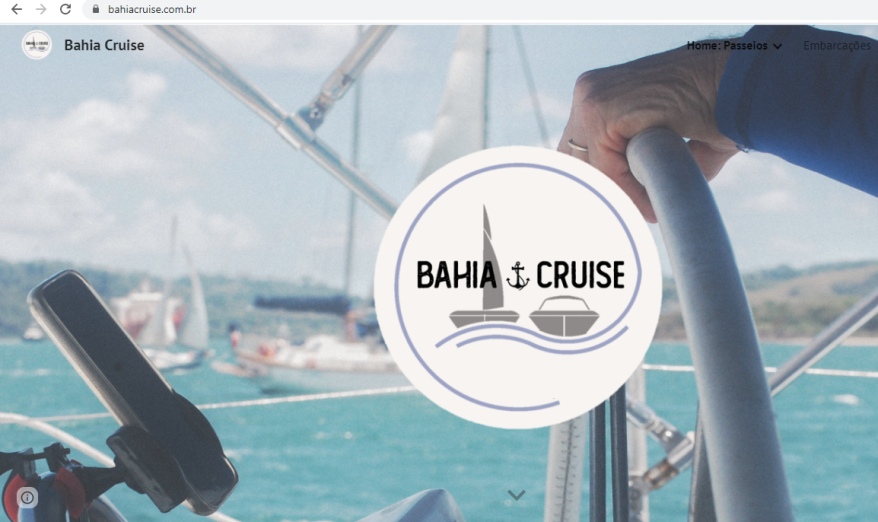 bahiacruise.com.br
Bahia Cruise
Home: Passeios
Embarcações
BAHIA CRUISE